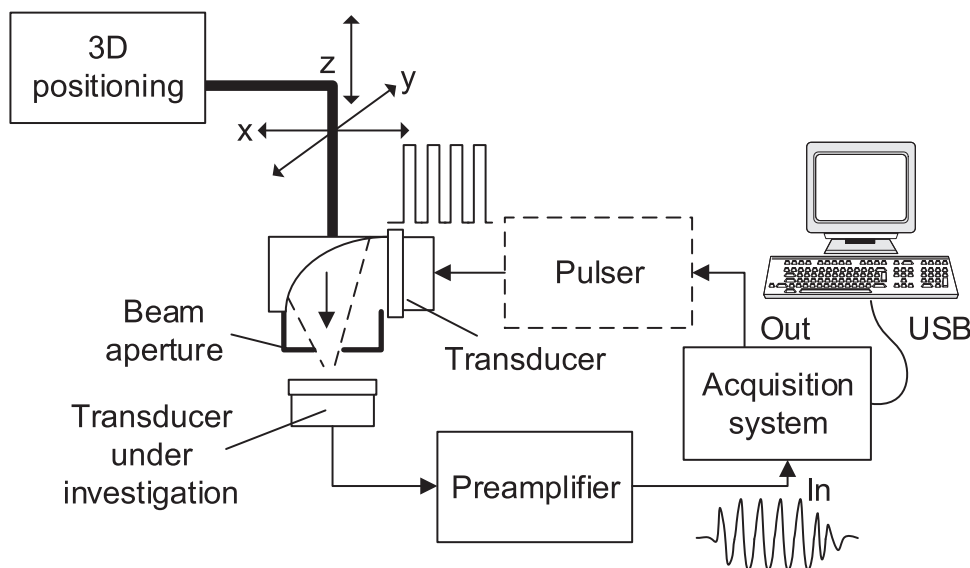 3D
positioning
z
y
x
Pulser
Beam
aperture
Transducer
Out
USB
Acquisition
system
Transducer
under
investigation
Preamplifier
In